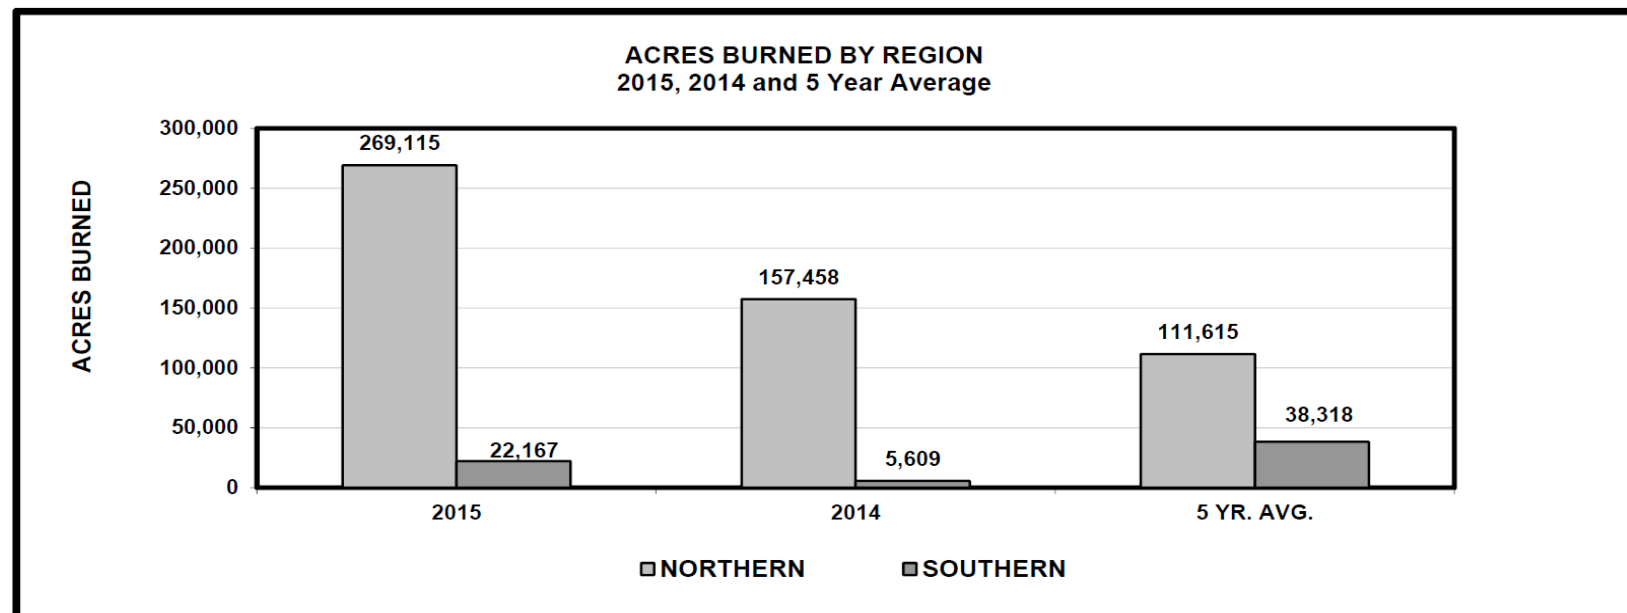 ACRES BURNED BY REGION
2015, 2014 and 5 Year Average
ACRES BURNED
300,000
250,000
200,000
150,000
100,000
50,000
0
269,115
22,167
157,458
5,609
111,615
38,318
2015
2014
5 YR. AVG.
NORTHERN
SOUTHERN